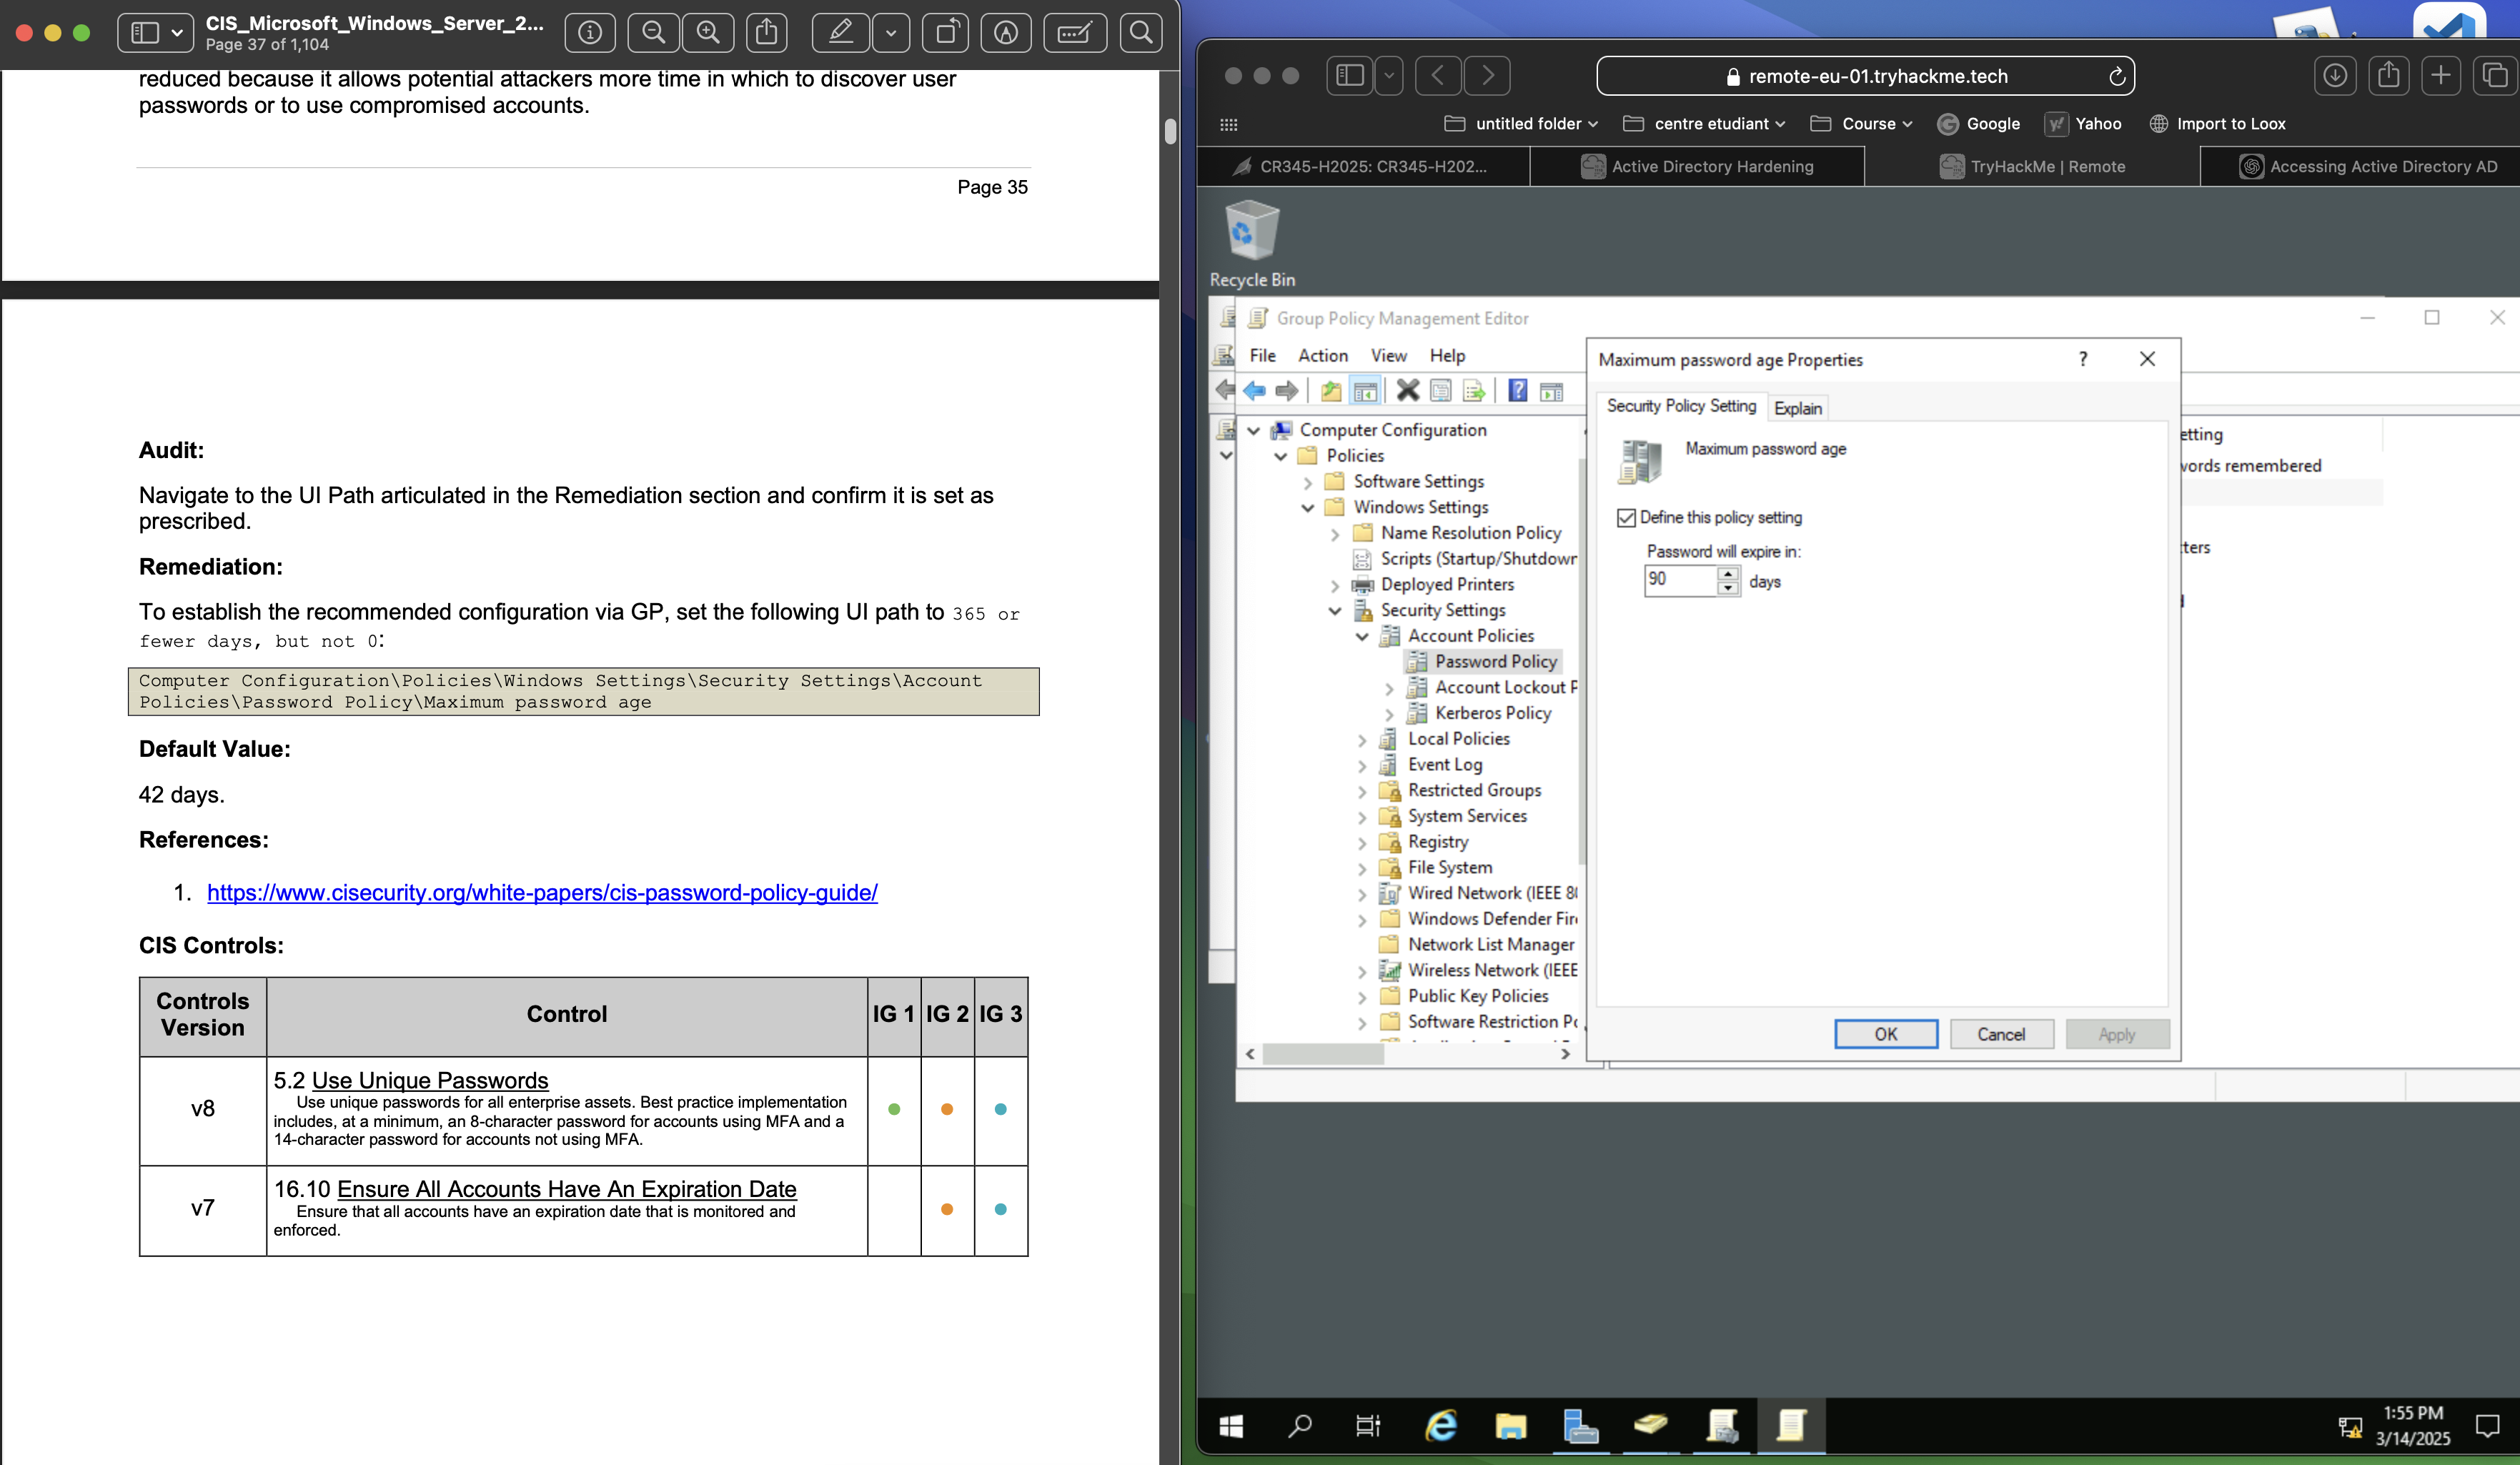 CIS_Microsoft_Windows_Server_2...
Page 37 of 1,104
reduced because it allows potential attackers more time in which to discover user
passwords or to use compromised accounts.
Page 35
Audit:
Navigate to the UI Path articulated in the Remediation section and confirm it is set as
prescribed.
Remediation:
To establish the recommended configuration via GP, set the following UI path to 365 or
fewer days, but not 0:
Computer Configuration\Policies\Windows Settings\Security Settings\Account
Policies\Password Policy\Maximum password age
Default Value:
42 days.
References:
1. https://www.cisecurity.org/white-papers/cis-password-policy-guide/
CIS Controls:
Controls
Version
Control
IG 1
IG 2
IG 3
v8
5.2 Use Unique Passwords
Use unique passwords for all enterprise assets. Best practice implementation
includes, at a minimum, an 8-character password for accounts using MFA and a
14-character password for accounts not using MFA.
v7
16.10 Ensure All Accounts Have An Expiration Date
Ensure that all accounts have an expiration date that is monitored and
enforced.
remote-eu-01.tryhackme.tech
untitled folder
centre etudiant
Course
Google
Yahoo
Import to Loox
CR345-H2025: CR345-H202...
Active Directory Hardening
TryHackMe | Remote
Accessing Active Directory AD
Recycle Bin
Group Policy Management Editor
File Action View Help
Computer Configuration
Policies
Software Settings
Windows Settings
Name Resolution Policy
Scripts (Startup/Shutdown
Deployed Printers
Security Settings
Account Policies
Password Policy
Account Lockout P
Kerberos Policy
Local Policies
Event Log
Restricted Groups
System Services
Registry
File System
Wired Network (IEEE 80
Windows Defender Fire
Network List Manager
Wireless Network (IEEE
Public Key Policies
Software Restriction Po
Maximum password age Properties
?
Security Policy Setting
Explain
Maximum password age
Define this policy setting
Password will expire in:
90
days
OK
Cancel
Apply
etting
words remembered
ters
1:55 PM
3/14/2025